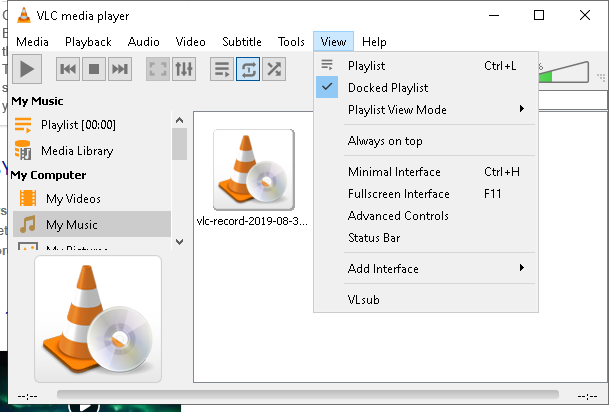 VLC media player
Media Playback Audio Video Subtitle Tools View Help
%
My Music
Playlist [00:00]
Media Library
My Computer
My Videos
My Music
My Pictures
vlc-record-2019-08-3...
Playlist Ctrl+L
Docked Playlist
Playlist View Mode
Always on top
Minimal Interface Ctrl+H
Fullscreen Interface F11
Advanced Controls
Status Bar
Add Interface
VLsub
--:-- --:--